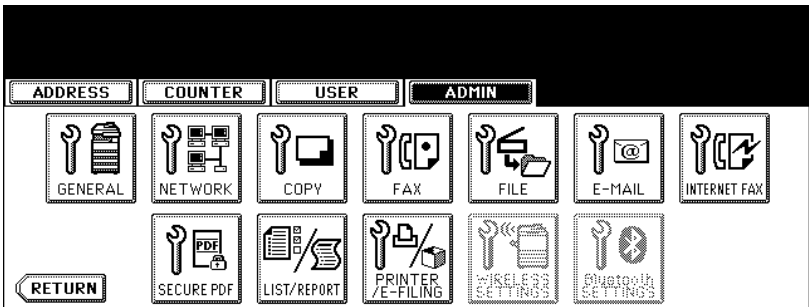 ADDRESS COUNTER USER ADMIN
GENERAL NETWORK COPY FAX FILE E-MAIL INTERNET FAX
@
PDF
SECURE PDF LIST/REPORT PRINTER /E-FILING WIRELESS SETTINGS Bluetooth SETTINGS
RETURN